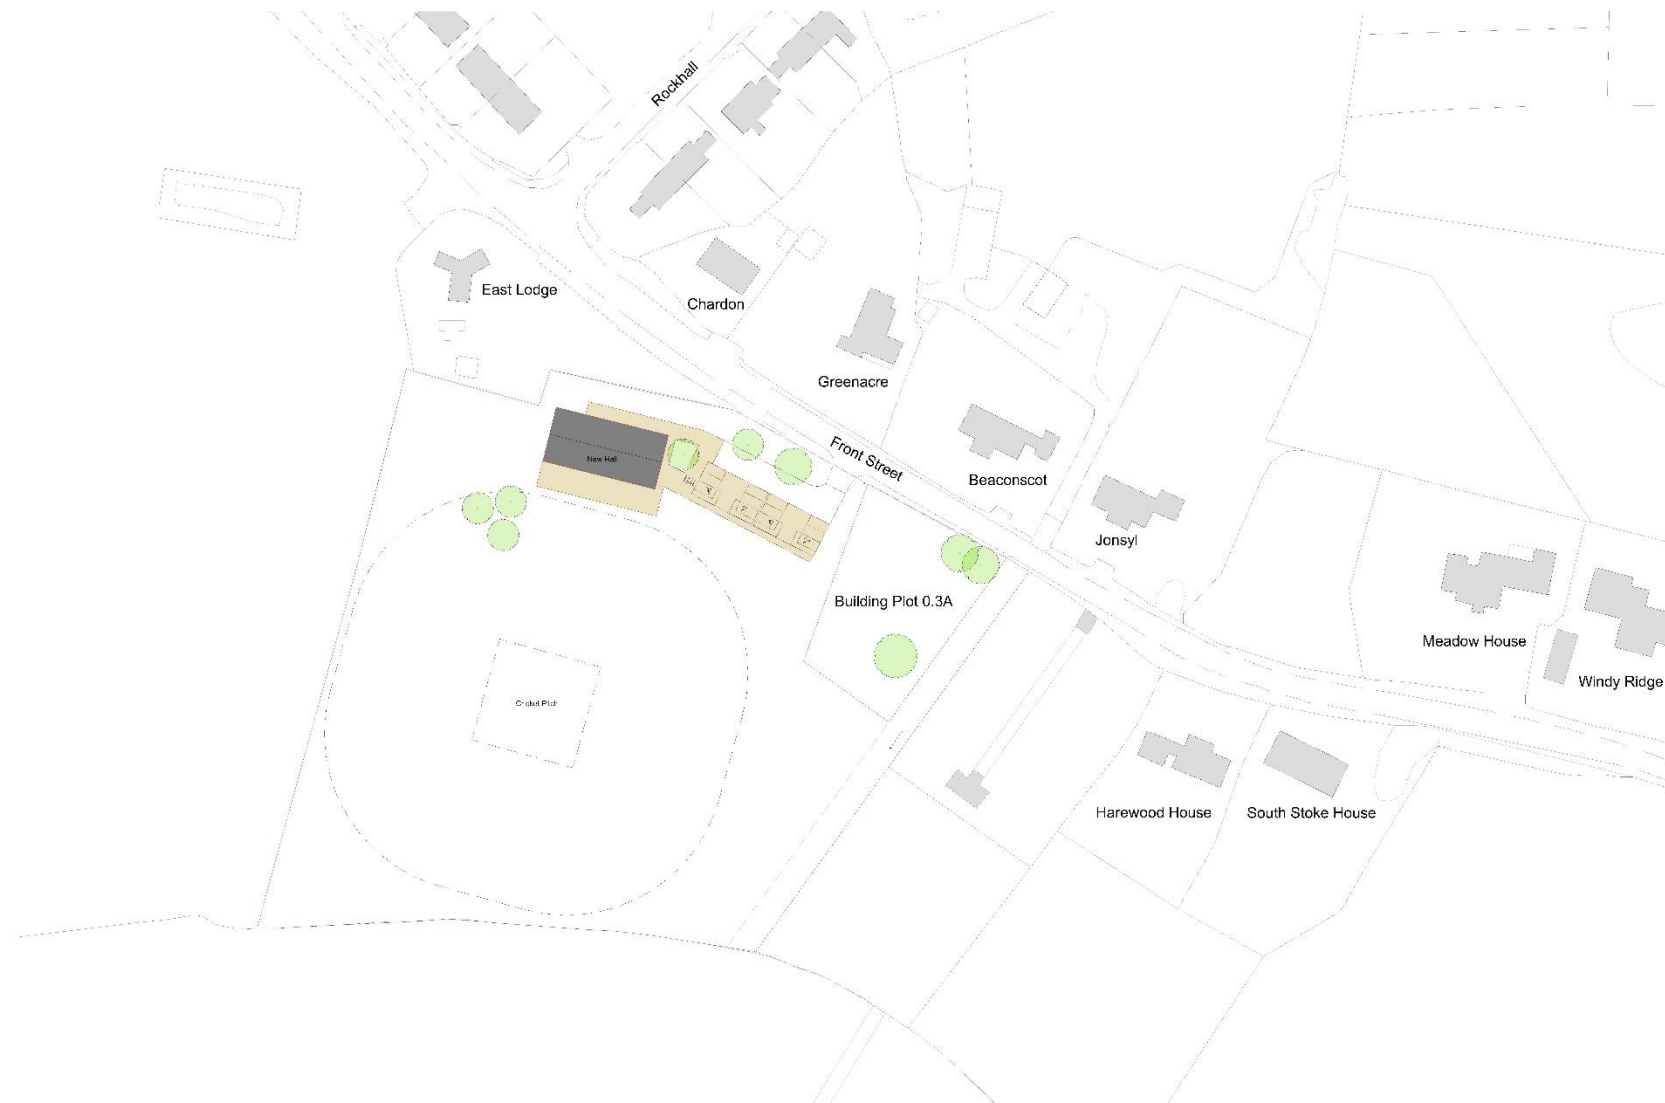 Rockhall
East Lodge
Chardon
Greenacre
Front Street
New Hall
Beaconscot
Jonsyl
Building Plot 0.3A
Meadow House
Windy Ridge
Cricket Pitch
Harewood House
South Stoke House